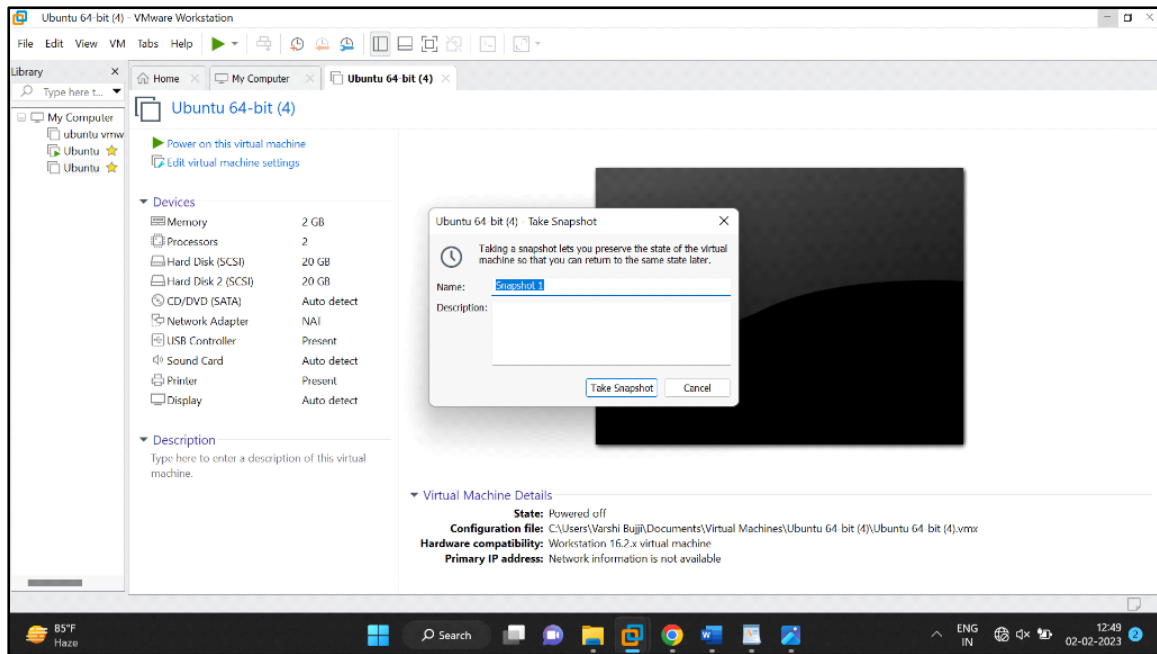 Ubuntu 64-bit (4) - VMware Workstation
File Edit View VM Tabs Help
Library
Type here t...
My Computer
ubuntu vmw
Ubuntu
Ubuntu
Home
My Computer
Ubuntu 64-bit (4)
Ubuntu 64-bit (4)
Power on this virtual machine
Edit virtual machine settings
Devices
Memory 2 GB
Processors 2
Hard Disk (SCSI) 20 GB
Hard Disk 2 (SCSI) 20 GB
CD/DVD (SATA) Auto detect
Network Adapter NAT
USB Controller Present
Sound Card Auto detect
Printer Present
Display Auto detect
Description
Type here to enter a description of this virtual
machine.
Ubuntu 64-bit (4) - Take Snapshot
Taking a snapshot lets you preserve the state of the virtual
machine so that you can return to the same state later.
Name: Snapshot 1
Description:
Take Snapshot Cancel
Virtual Machine Details
State: Powered off
Configuration file: C:\Users\Varshi Bujji\Documents\Virtual Machines\Ubuntu 64-bit (4)\Ubuntu 64-bit (4).vmx
Hardware compatibility: Workstation 16.2.x virtual machine
Primary IP address: Network information is not available
85°F
Haze
Search
ENG
IN
12:49
02-02-2023
2